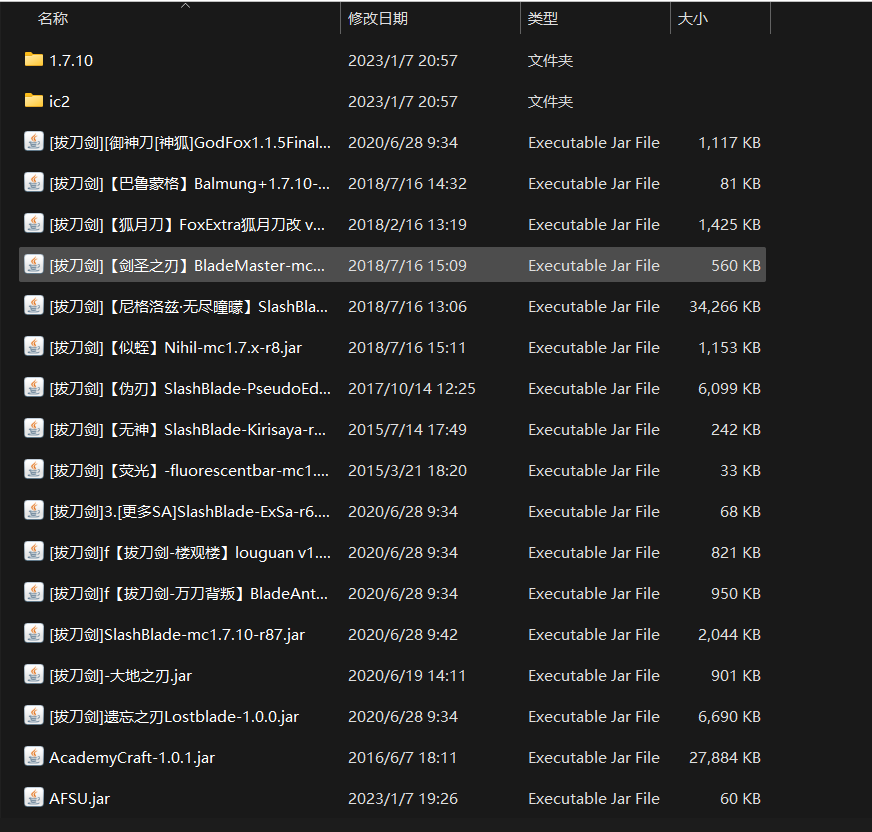 名称 修改日期 类型 大小
1.7.10 2023/1/7 20:57 文件夹
ic2 2023/1/7 20:57 文件夹
[拔刀剑][御神刀[神狐]GodFox1.1.5Final... 2020/6/28 9:34 Executable Jar File 1,117 KB
[拔刀剑]【巴鲁蒙格】Balmung+1.7.10-... 2018/7/16 14:32 Executable Jar File 81 KB
[拔刀剑]【狐月刀】FoxExtra狐月刀改 v... 2018/2/16 13:19 Executable Jar File 1,425 KB
[拔刀剑]【剑圣之刃】BladeMaster-mc... 2018/7/16 15:09 Executable Jar File 560 KB
[拔刀剑]【尼格洛兹·无尽曈曚】SlashBla... 2018/7/16 13:06 Executable Jar File 34,266 KB
[拔刀剑]【似蛭】Nihil-mc1.7.x-r8.jar 2018/7/16 15:11 Executable Jar File 1,153 KB
[拔刀剑]【伪刃】SlashBlade-PseudoEd... 2017/10/14 12:25 Executable Jar File 6,099 KB
[拔刀剑]【无神】SlashBlade-Kirisaya-r... 2015/7/14 17:49 Executable Jar File 242 KB
[拔刀剑]【荧光】-fluorescentbar-mc1.... 2015/3/21 18:20 Executable Jar File 33 KB
[拔刀剑]3.[更多SA]SlashBlade-ExSa-r6.... 2020/6/28 9:34 Executable Jar File 68 KB
[拔刀剑]f【拔刀剑-楼观楼】louguan v1.... 2020/6/28 9:34 Executable Jar File 821 KB
[拔刀剑]f【拔刀剑-万刀背叛】BladeAnt... 2020/6/28 9:34 Executable Jar File 950 KB
[拔刀剑]SlashBlade-mc1.7.10-r87.jar 2020/6/28 9:42 Executable Jar File 2,044 KB
[拔刀剑]-大地之刃.jar 2020/6/19 14:11 Executable Jar File 901 KB
[拔刀剑]遗忘之刃Lostblade-1.0.0.jar 2020/6/28 9:34 Executable Jar File 6,690 KB
AcademyCraft-1.0.1.jar 2016/6/7 18:11 Executable Jar File 27,884 KB
AFSU.jar 2023/1/7 19:26 Executable Jar File 60 KB